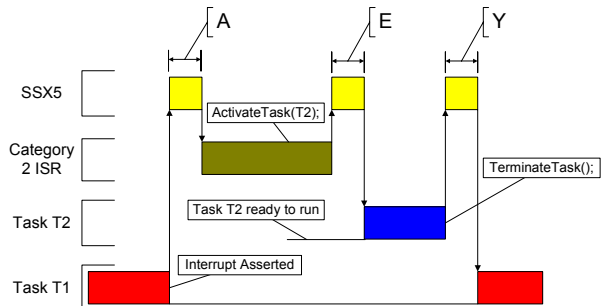 A
E
Y
SSX5
ActivateTask(T2);
Category
2 ISR
TerminateTask();
Task T2 ready to run
Task T2
Interrupt Asserted
Task T1